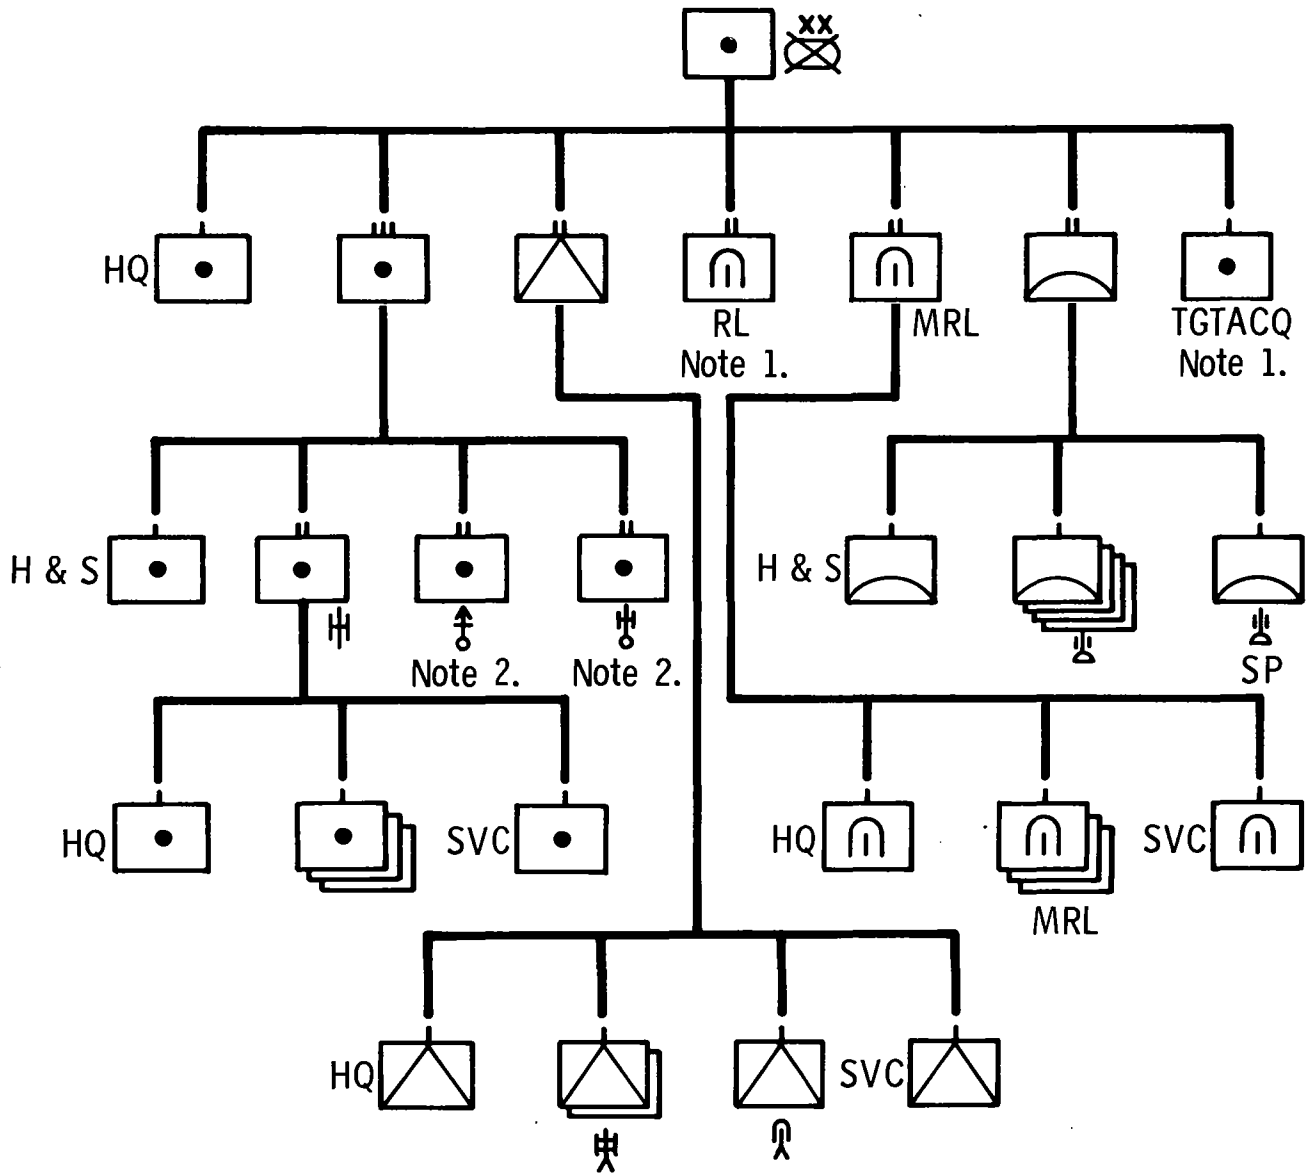 XX
HQ
RL
Note 1.
MRL
TGTACQ
Note 1.
H & S
Note 2.
Note 2.
H & S
SP
HQ
SVC
HQ
MRL
SVC
HQ
SVC